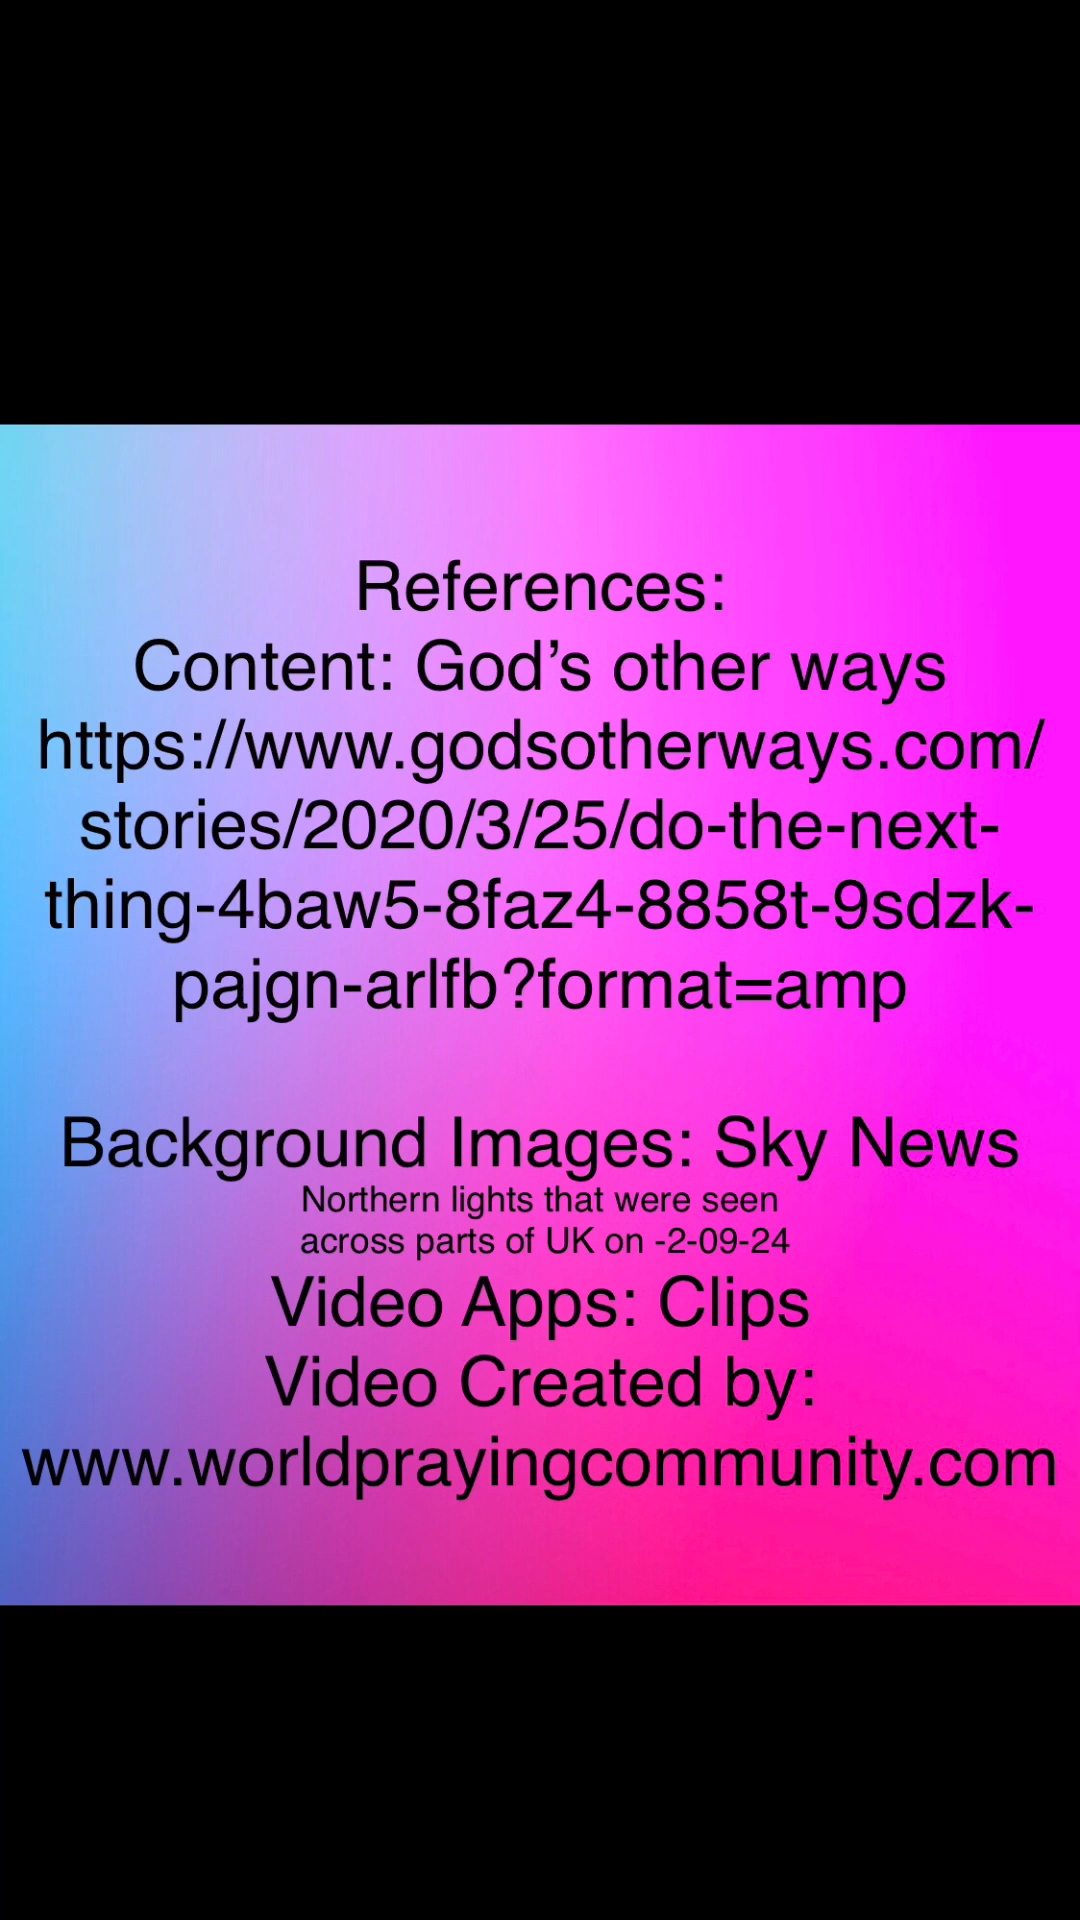 References:
Content: God’s other ways
https://www.godsotherways.com/
stories/2020/3/25/do-the-next-
thing-4baw5-8faz4-8858t-9sdzk-
pajgn-arlfb?format=amp
Background Images: Sky News
Northern lights that were seen
across parts of UK on -2-09-24
Video Apps: Clips
Video Created by:
www.worldprayingcommunity.com